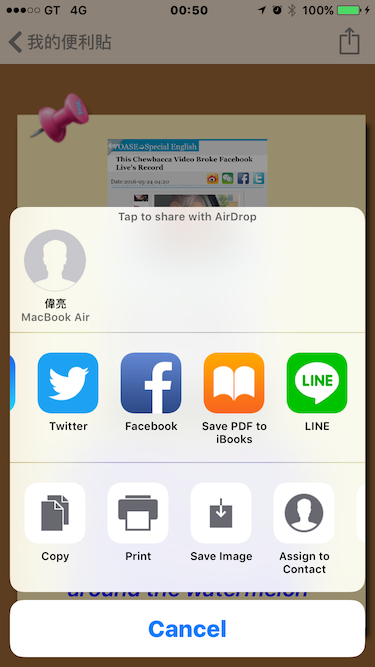 GT 4G 00:50 100%
我的便利貼
VOASE Special English
This Chewbacca Video Broke Facebook
Live's Record
Date:2016-05-24 04:20
Tap to share with AirDrop
偉亮
MacBook Air
Twitter Facebook Save PDF to iBooks LINE
LINE
Copy Print Save Image Assign to Contact
around the watermelon
Cancel